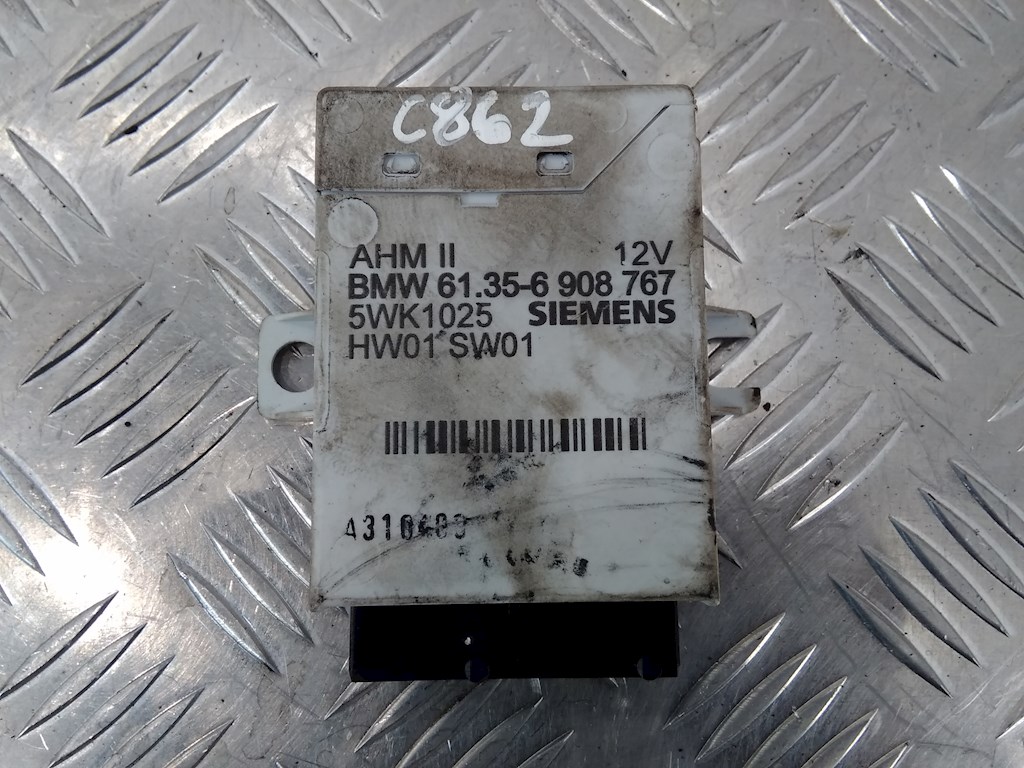 C862
AHM II 12V
BMW 61.35-6 908 767
5WK1025 SIEMENS
HW01 SW01